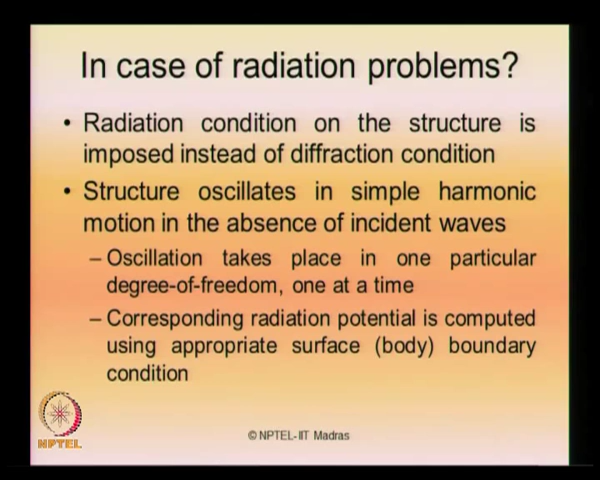 In case of radiation problems?
• Radiation condition on the structure is
imposed instead of diffraction condition
• Structure oscillates in simple harmonic
motion in the absence of incident waves
– Oscillation takes place in one particular
degree-of-freedom, one at a time
– Corresponding radiation potential is computed
using appropriate surface (body) boundary
condition
NPTEL
© NPTEL-IIT Madras